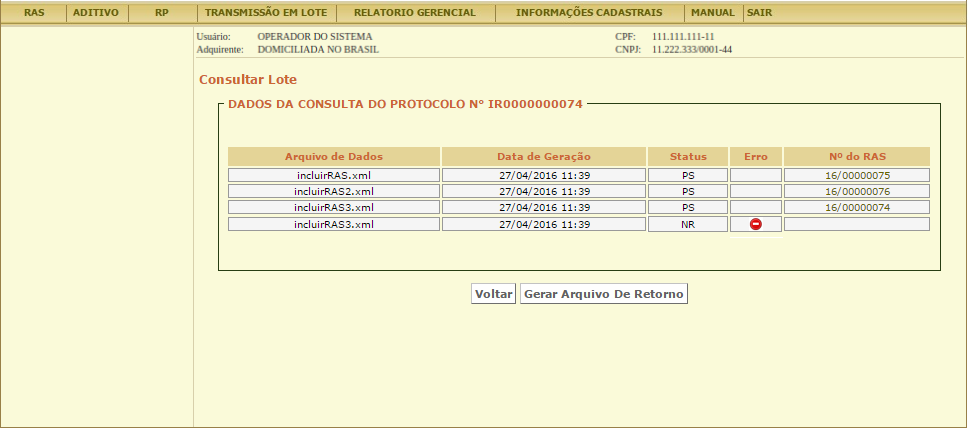 RAS ADITIVO RP TRANSMISSÃO EM LOTE RELATORIO GERENCIAL INFORMAÇÕES CADASTRAIS MANUAL SAIR
Usuário: OPERADOR DO SISTEMA CPF: 111.111.111-11
Adquirente: DOMICILIADA NO BRASIL CNPJ: 11.222.333/0001-44
Consultar Lote
DADOS DA CONSULTA DO PROTOCOLO N° IR0000000074
Arquivo de Dados Data de Geração Status Erro Nº do RAS
incluirRAS.xml 27/04/2016 11:39 PS 16/00000075
incluirRAS2.xml 27/04/2016 11:39 PS 16/00000076
incluirRAS3.xml 27/04/2016 11:39 PS 16/00000074
incluirRAS3.xml 27/04/2016 11:39 NR
Voltar Gerar Arquivo De Retorno